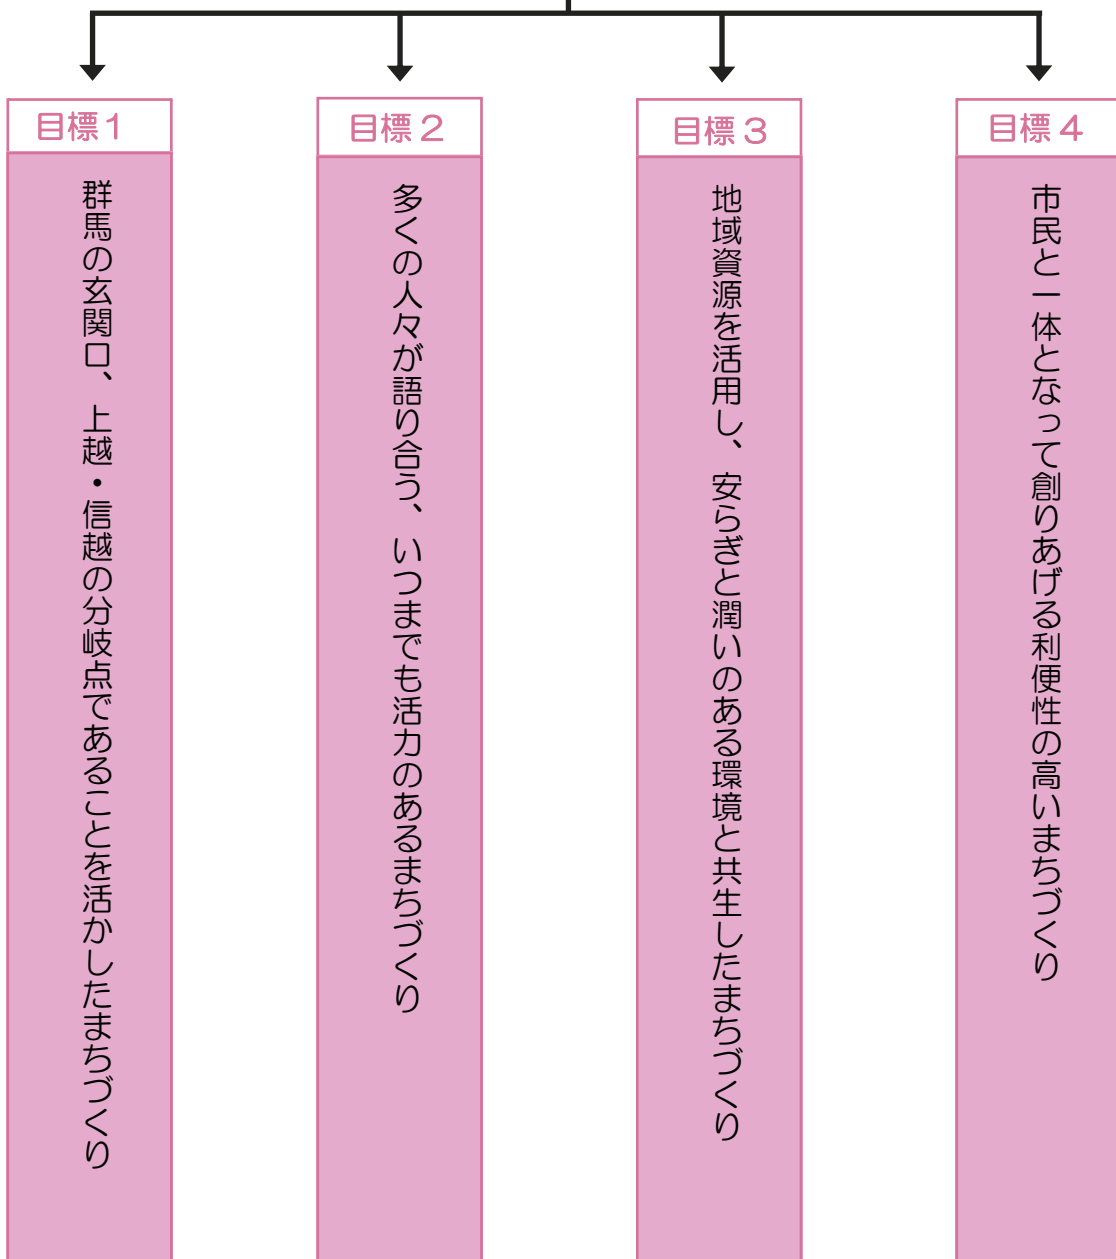 目標１
群馬の玄関口、上越・信越の分岐点であることを活かしたまちづくり
目標２
多くの人々が語り合う、いつまでも活力のあるまちづくり
目標３
地域資源を活用し、安らぎと潤いのある環境と共生したまちづくり
目標４
市民と一体となって創りあげる利便性の高いまちづくり